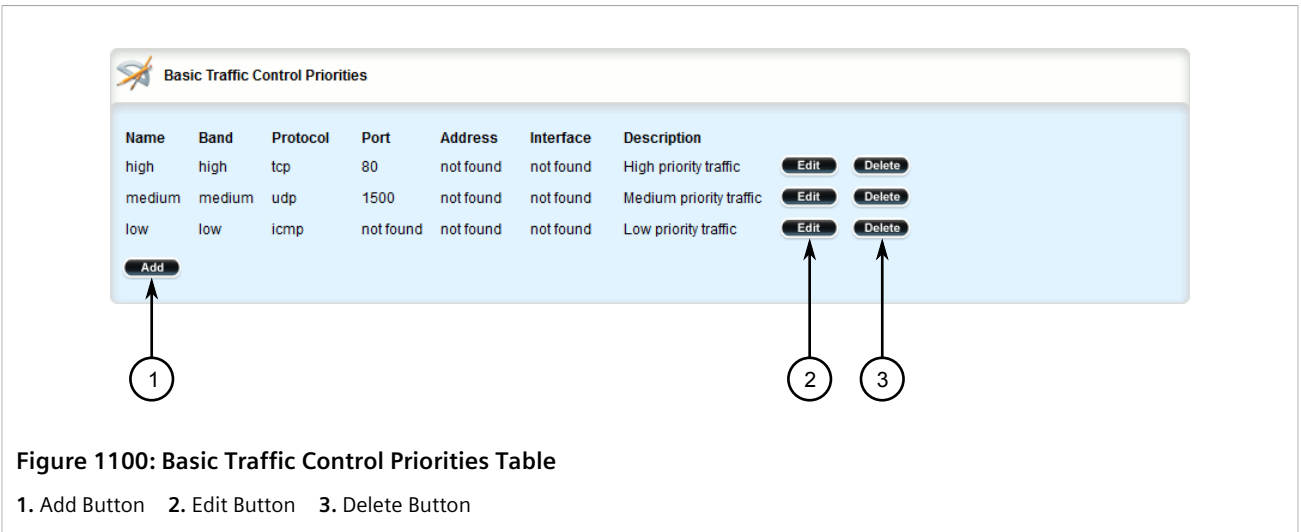 Basic Traffic Control Priorities
Name Band Protocol Port Address Interface Description
high high tcp 80 not found not found High priority traffic Edit Delete
medium medium udp 1500 not found not found Medium priority traffic Edit Delete
low low icmp not found not found not found Low priority traffic Edit Delete
Add
1 2 3
Figure 1100: Basic Traffic Control Priorities Table
1. Add Button 2. Edit Button 3. Delete Button